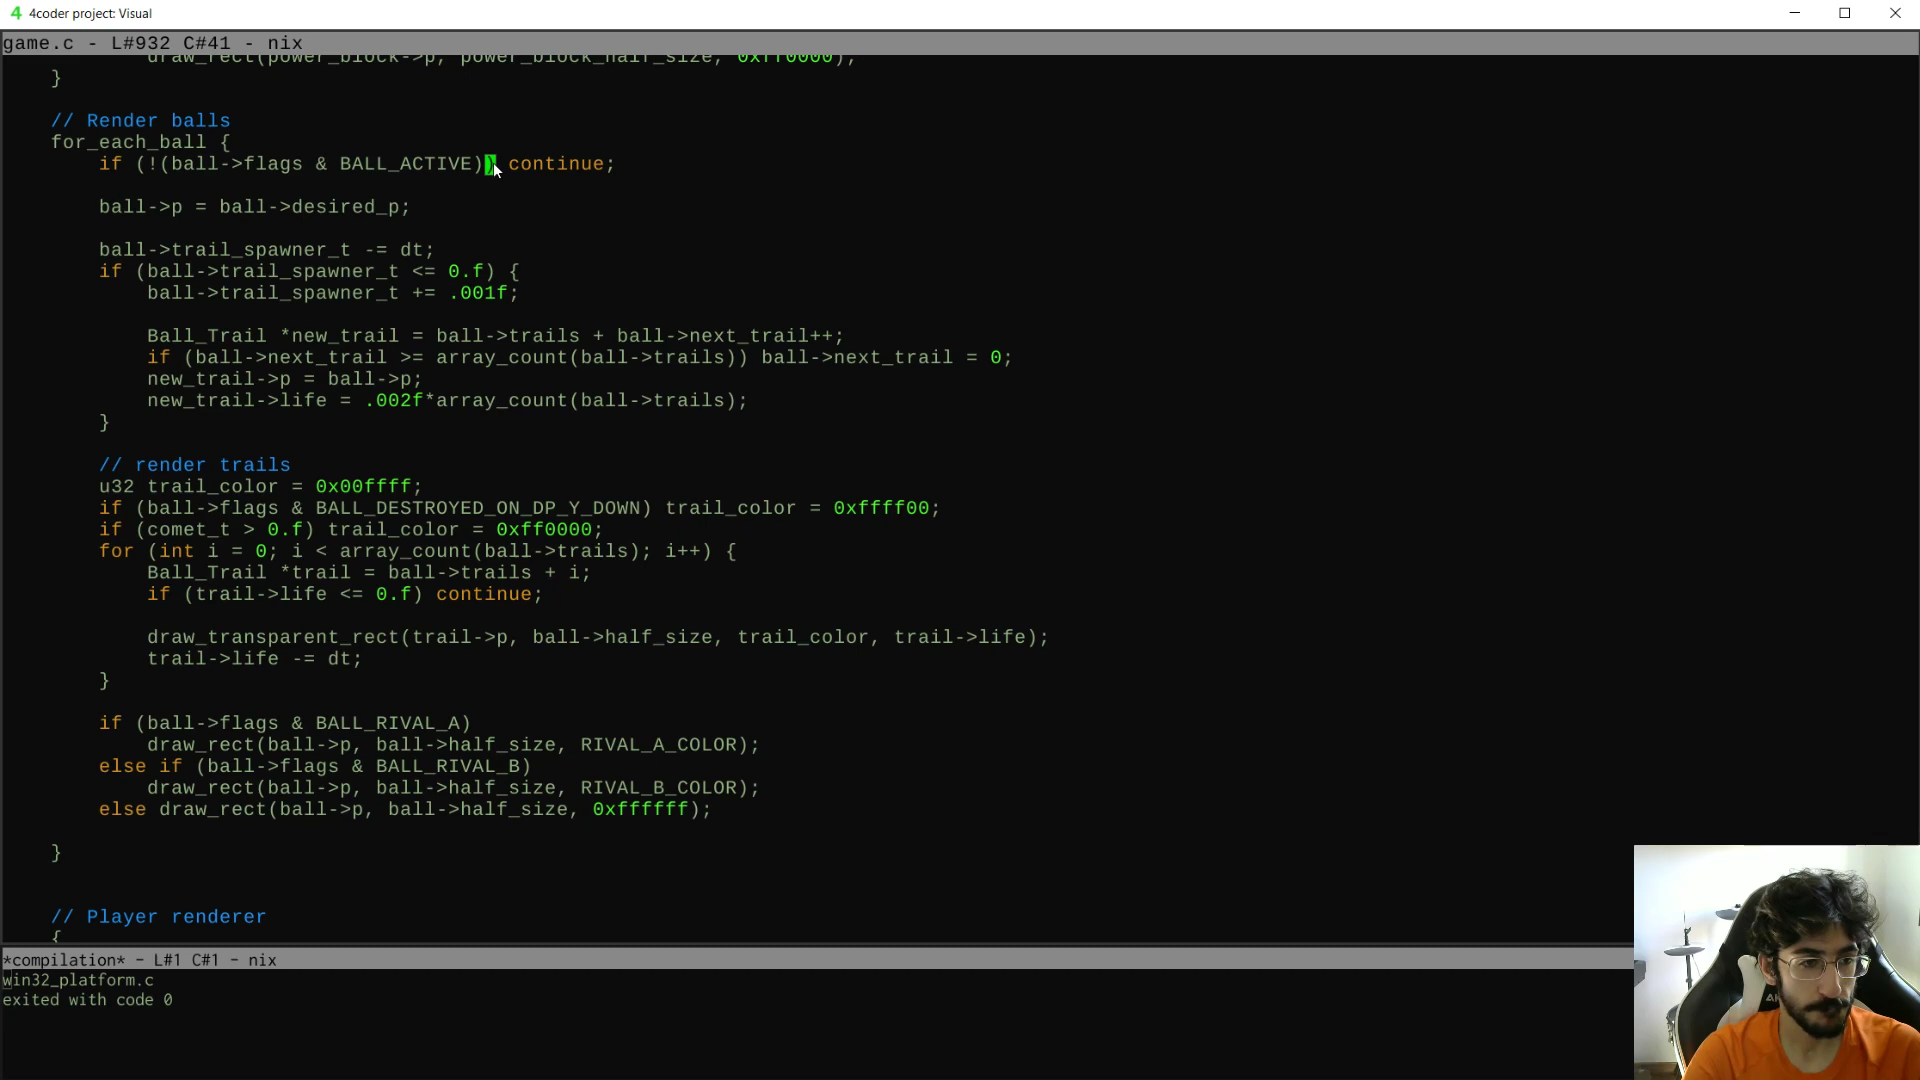 4 4coder project: Visual
game.c - L#932 C#41 - nix
draw_rect(power_block->p, power_block_half_size, 0xff0000);
}
// Render balls
for_each_ball {
if (!(ball->flags & BALL_ACTIVE)) continue;
ball->p = ball->desired_p;
ball->trail_spawner_t -= dt;
if (ball->trail_spawner_t <= 0.f) {
ball->trail_spawner_t += .001f;
Ball_Trail *new_trail = ball->trails + ball->next_trail++;
if (ball->next_trail >= array_count(ball->trails)) ball->next_trail = 0;
new_trail->p = ball->p;
new_trail->life = .002f*array_count(ball->trails);
}
// render trails
u32 trail_color = 0x00ffff;
if (ball->flags & BALL_DESTROYED_ON_DP_Y_DOWN) trail_color = 0xffff00;
if (comet_t > 0.f) trail_color = 0xff0000;
for (int i = 0; i < array_count(ball->trails); i++) {
Ball_Trail *trail = ball->trails + i;
if (trail->life <= 0.f) continue;
draw_transparent_rect(trail->p, ball->half_size, trail_color, trail->life);
trail->life -= dt;
}
if (ball->flags & BALL_RIVAL_A)
draw_rect(ball->p, ball->half_size, RIVAL_A_COLOR);
else if (ball->flags & BALL_RIVAL_B)
draw_rect(ball->p, ball->half_size, RIVAL_B_COLOR);
else draw_rect(ball->p, ball->half_size, 0xffffff);
}
// Player renderer
{
*compilation* - L#1 C#1 - nix
win32_platform.c
exited with code 0